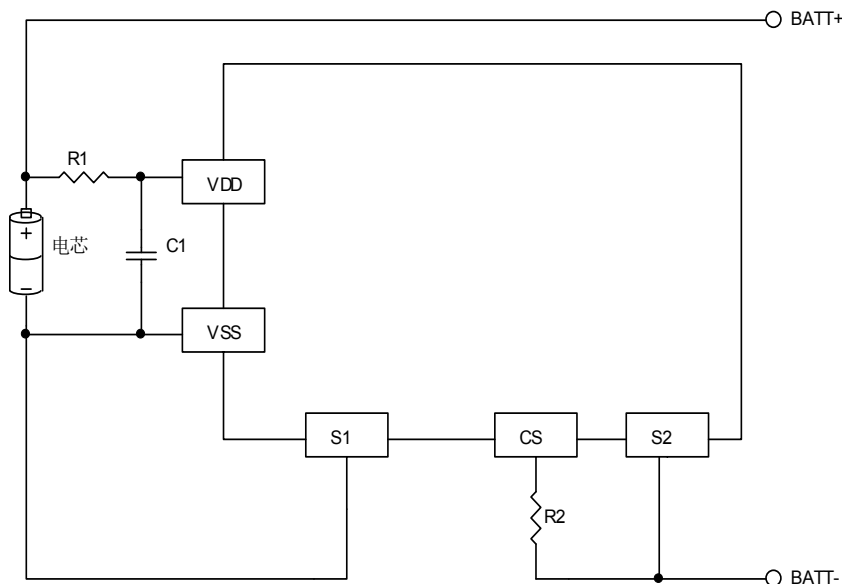 BATT+
R1
VDD
+
电芯
C1
-
VSS
S1
CS
S2
R2
BATT-